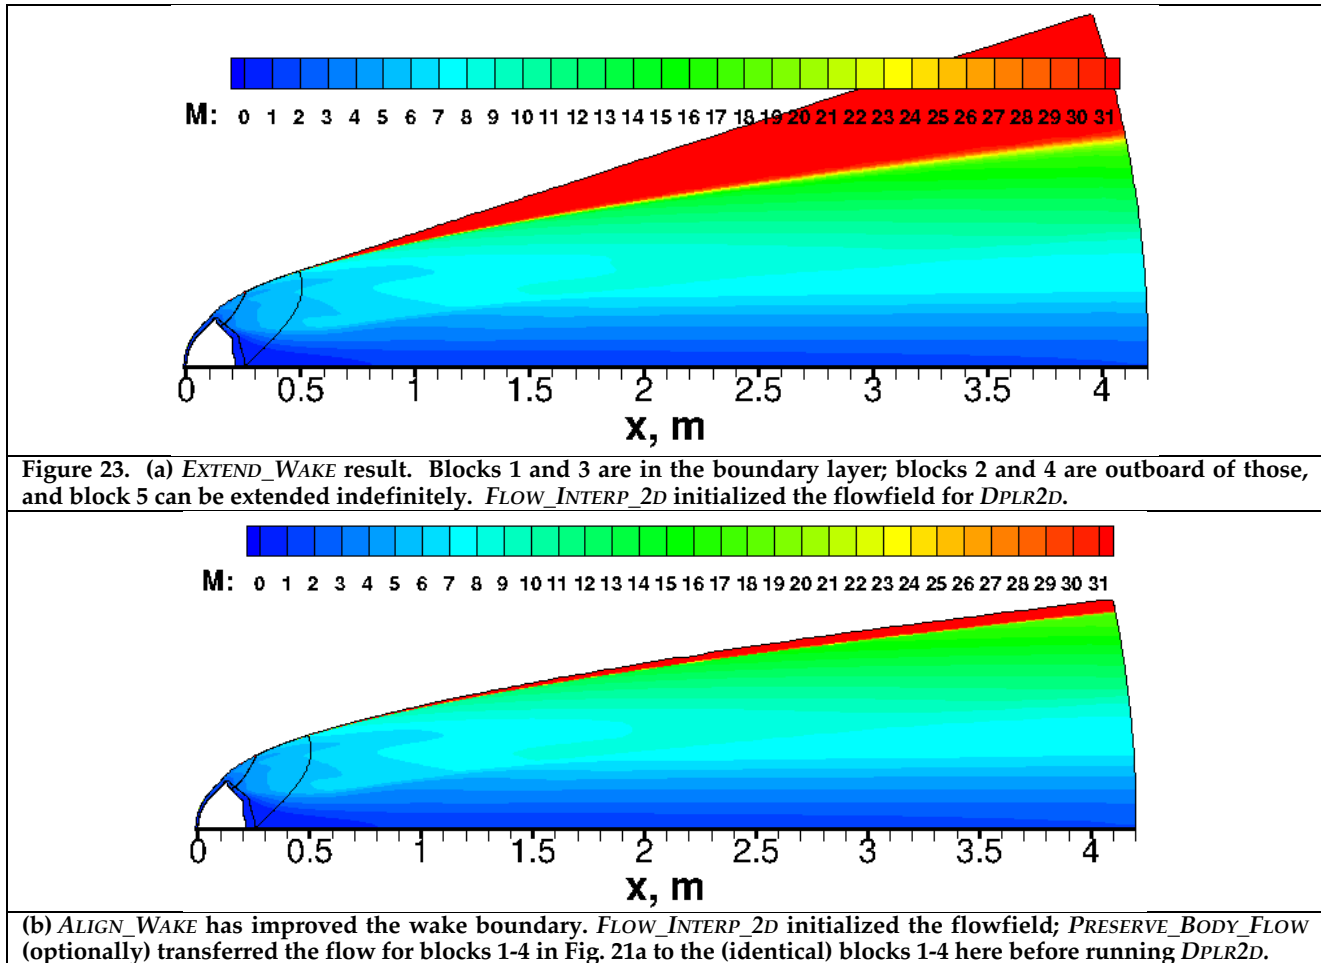 M: 0 1 2 3 4 5 6 7 8 9 10 11 12 13 14 15 16 17 18 19 20 21 22 23 24 25 26 27 28 29 30 31
0 0.5 1 1.5 2 2.5 3 3.5 4
x, m
Figure 23. (a) EXTEND_WAKE result. Blocks 1 and 3 are in the boundary layer; blocks 2 and 4 are outboard of those,
and block 5 can be extended indefinitely. FLOW_INTERP_2D initialized the flowfield for DPLR2D.
M: 0 1 2 3 4 5 6 7 8 9 10 11 12 13 14 15 16 17 18 19 20 21 22 23 24 25 26 27 28 29 30 31
0 0.5 1 1.5 2 2.5 3 3.5 4
x, m
(b) ALIGN_WAKE has improved the wake boundary. FLOW_INTERP_2D initialized the flowfield; PRESERVE_BODY_FLOW
(optionally) transferred the flow for blocks 1-4 in Fig. 21a to the (identical) blocks 1-4 here before running DPLR2D.